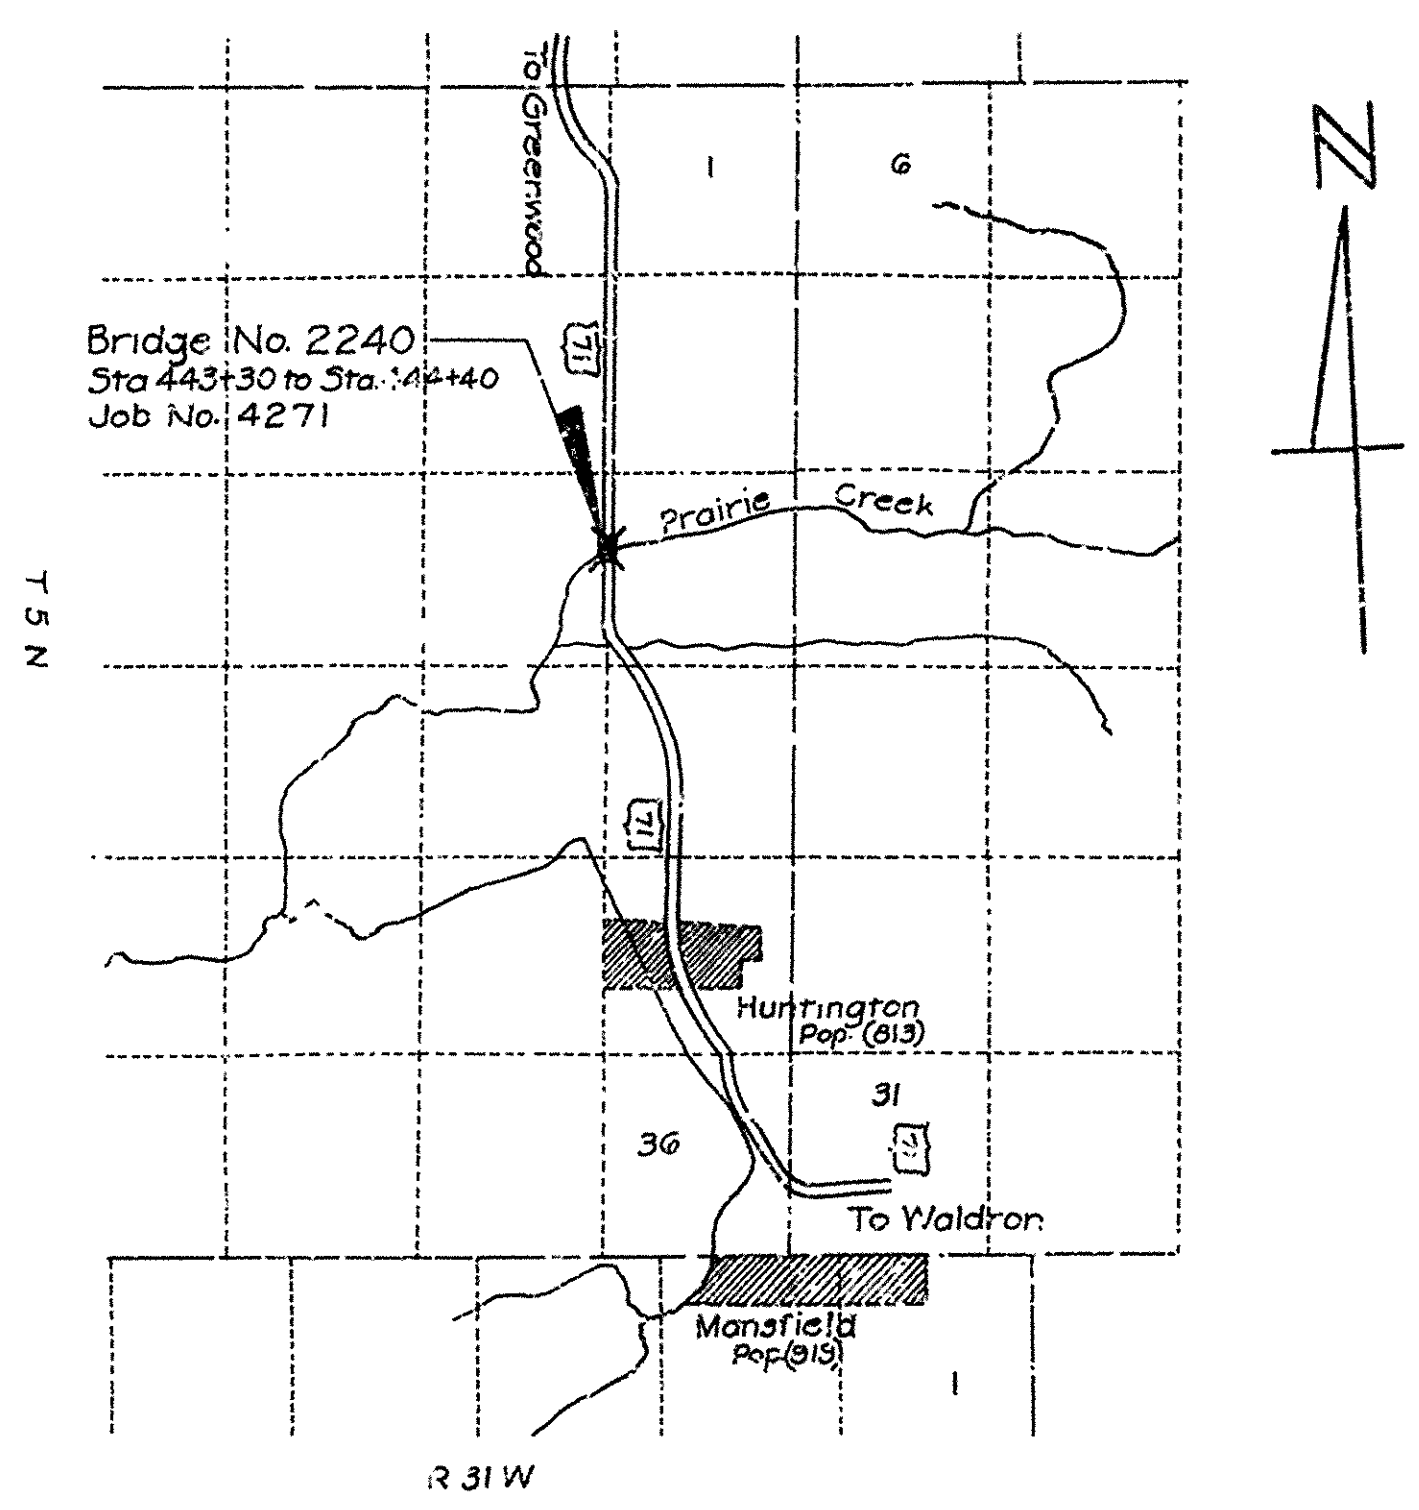 To Greenwood
1
6
N
Bridge No. 2240
Sta 443+30 to Sta. 444+40
Job No. 4271
71
Prairie Creek
T 5 N
71
Huntington
Pop. (813)
31
36
71
To Waldron
Mansfield
Pop.
1
R 31 W